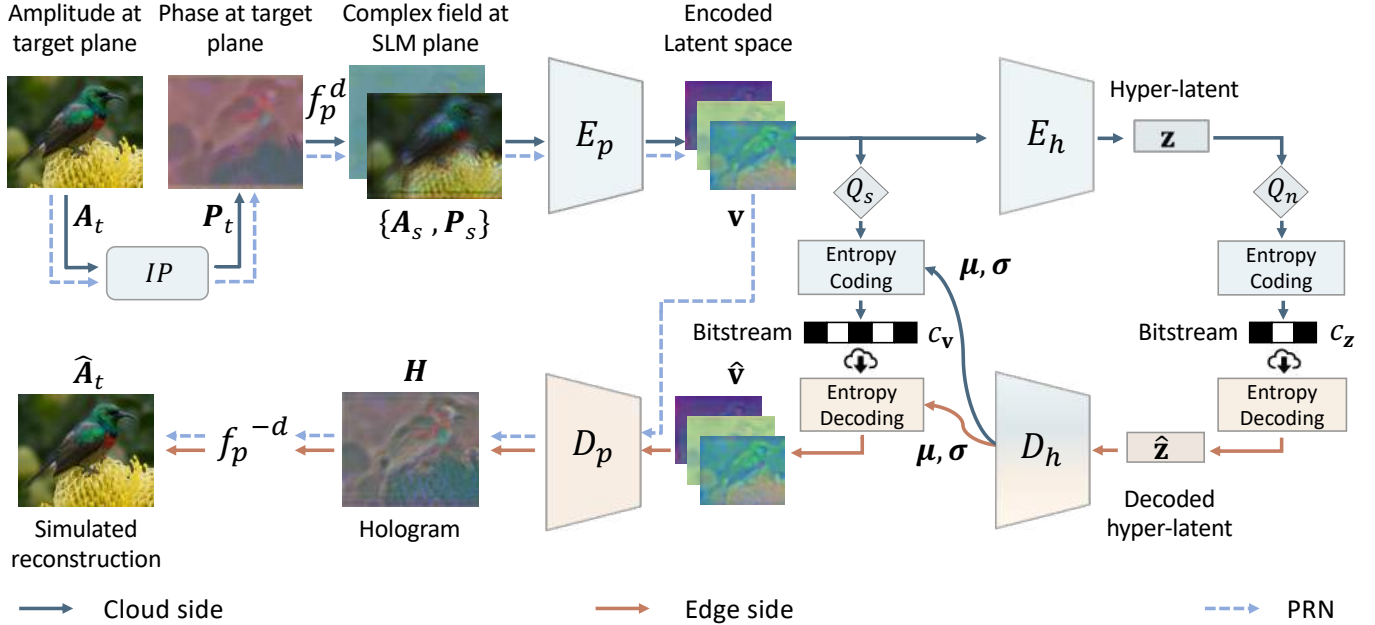 Amplitude at
target plane
Phase at target
plane
Complex field at
SLM plane
Encoded
Latent space
Hyper-latent
f_p^d
E_p
E_h
z
A_t
P_t
{A_s , P_s}
v
Q_s
Q_n
IP
Entropy
Coding
μ, σ
Entropy
Coding
Bitstream
c_v
Bitstream
c_z
Â_t
H
v̂
Entropy
Decoding
Entropy
Decoding
f_p^{-d}
D_p
μ, σ
D_h
ẑ
Simulated
reconstruction
Hologram
Decoded
hyper-latent
Cloud side
Edge side
PRN